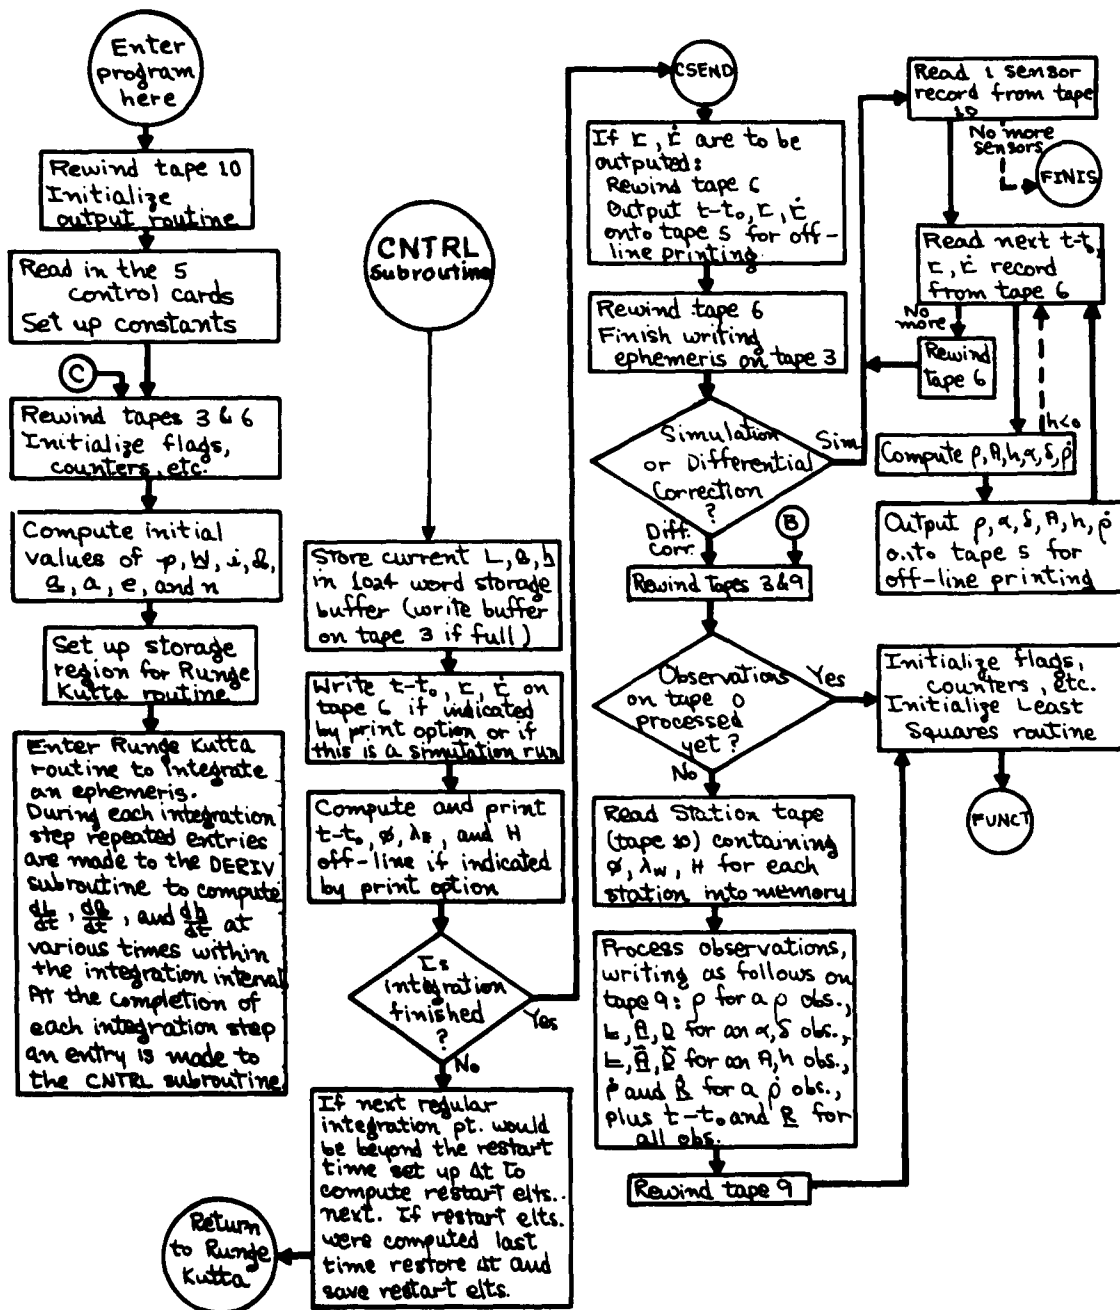 Enter
program
here
Rewind tape 10
Initialize
output routine
Read in the 5
control cards
Set up constants
C
Rewind tapes 3 & 6
Initialize flags,
counters, etc.
Compute initial
values of p, W, i, Ω,
a, a, e, and n
Set up storage
region for Runge
Kutta routine
Enter Runge Kutta
routine to integrate
an ephemeris.
During each integration
step repeated entries
are made to the DERIV
subroutine to compute
dL/dt, da/dt, and dh/dt at
various times within
the integration interval
At the completion of
each integration step
an entry is made to
the CNTRL subroutine
CNTRL
Subroutine
Store current L, a, h
in 1024 word storage
buffer (write buffer
on tape 3 if full)
Write t-t₀, r, ṙ on
tape 6 if indicated
by print option or if
this is a simulation run
Compute and print
t-t₀, ø, λE, and H
off-line if indicated
by print option
Is
integration
finished
?
Yes
No
If next regular
integration pt. would
be beyond the restart
time set up Δt to
compute restart elts..
next. If restart elts.
were computed last
time restore Δt and
save restart elts.
Return
to Runge
Kutta
CSEND
If r, ṙ are to be
outputed:
Rewind tape 6
Output t-t₀, r, ṙ
onto tape 5 for off-
line printing
Rewind tape 6
Finish writing
ephemeris on tape 3
Simulation
or Differential
Correction
?
Sim
Diff.
Corr.
B
Rewind tapes 3 & 9
Observations
on tape 0
processed
yet ?
Yes
No
Read Station tape
(tape 10) containing
ø, λW, H for each
station into memory
Process observations,
writing as follows on
tape 9: ρ for a ρ obs.,
L, A, D for an α, δ obs.,
L, Ã, D̃ for an A, h obs.,
ρ̇ and Ṙ for a ρ̇ obs.,
plus t-t₀ and R for
all obs.
Rewind tape 9
Read 1 sensor
record from tape
10
No more
sensors
FINIS
Read next t-t₀,
r, ṙ record
from tape 6
No
more
Rewind
tape 6
h<0
Compute ρ, A, h, α, δ, ρ̇
Output ρ, α, δ, A, h, ρ̇
onto tape 5 for
off-line printing
Initialize flags,
counters, etc.
Initialize Least
Squares routine
FUNCT